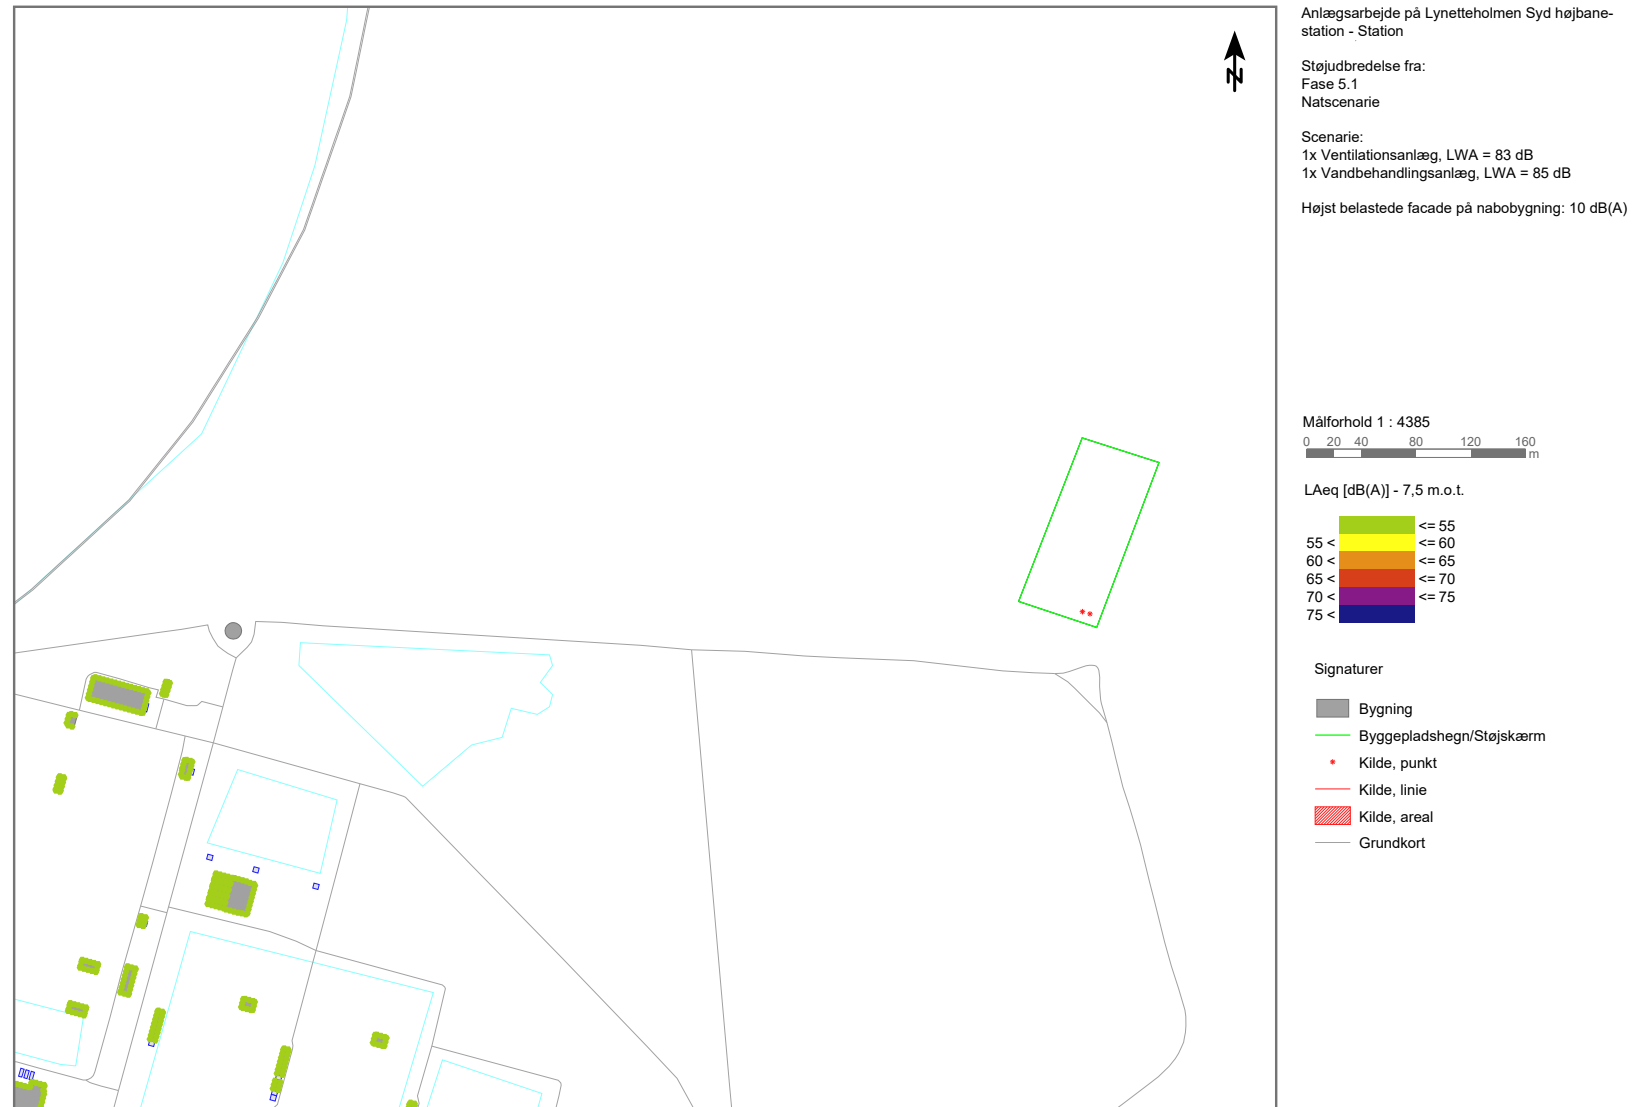 Anlægsarbejde på Lynetteholmen Syd højbane-
station - Station
Støjudbredelse fra:
Fase 5.1
Natscenarie
Scenarie:
1x Ventilationsanlæg, LWA = 83 dB
1x Vandbehandlingsanlæg, LWA = 85 dB
Højst belastede facade på nabobygning: 10 dB(A)
N
Målforhold 1 : 4385
0 20 40 80 120 160
m
LAeq [dB(A)] - 7,5 m.o.t.
<= 55
55 < <= 60
60 < <= 65
65 < <= 70
70 < <= 75
75 <
Signaturer
Bygning
Byggepladshegn/Støjskærm
Kilde, punkt
Kilde, linie
Kilde, areal
Grundkort